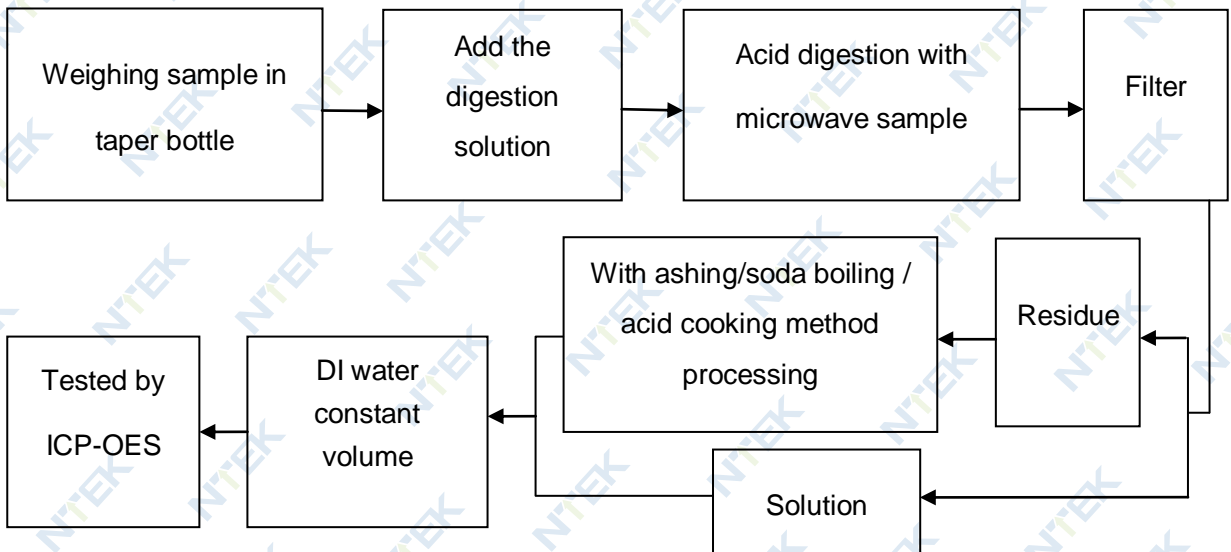 Weighing sample in
taper bottle
Add the
digestion
solution
Acid digestion with
microwave sample
Filter
Residue
With ashing/soda boiling /
acid cooking method
processing
Solution
DI water
constant
volume
Tested by
ICP-OES
NTEK